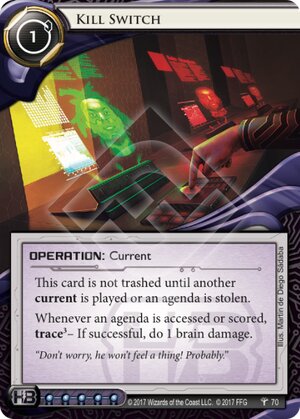 Kill Switch
1
OPERATION: Current
This card is not trashed until another
current is played or an agenda is stolen.
Whenever an agenda is accessed or scored,
trace³– If successful, do 1 brain damage.
"Don't worry, he won't feel a thing! Probably."
Illus. Martin de Diego Sádaba
HB
© 2017 Wizards of the Coast LLC. © 2017 FFG
70